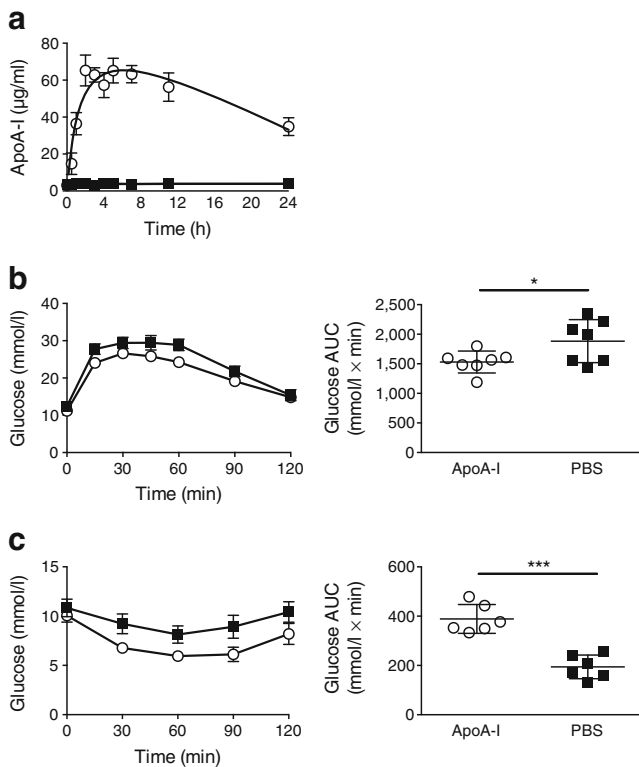 a
ApoA-I (µg/ml)
80
60
40
20
0
0 4 8 12 16 20 24
Time (h)
b
Glucose (mmol/l)
40
30
20
10
0
0 30 60 90 120
Time (min)
Glucose AUC
(mmol/l × min)
2,500
2,000
1,500
1,000
500
0
*
ApoA-I PBS
c
Glucose (mmol/l)
15
10
5
0
0 30 60 90 120
Time (min)
Glucose AUC
(mmol/l × min)
600
400
200
0
***
ApoA-I PBS